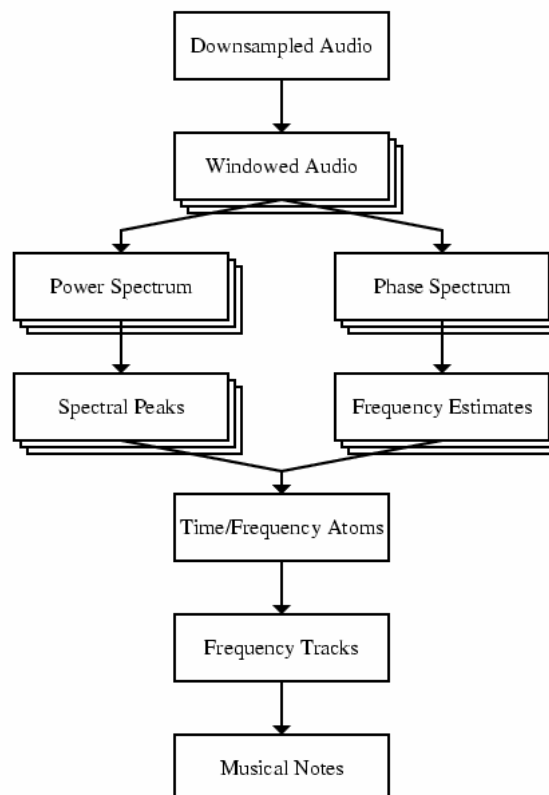 Downsampled Audio
Windowed Audio
Power Spectrum
Phase Spectrum
Spectral Peaks
Frequency Estimates
Time/Frequency Atoms
Frequency Tracks
Musical Notes